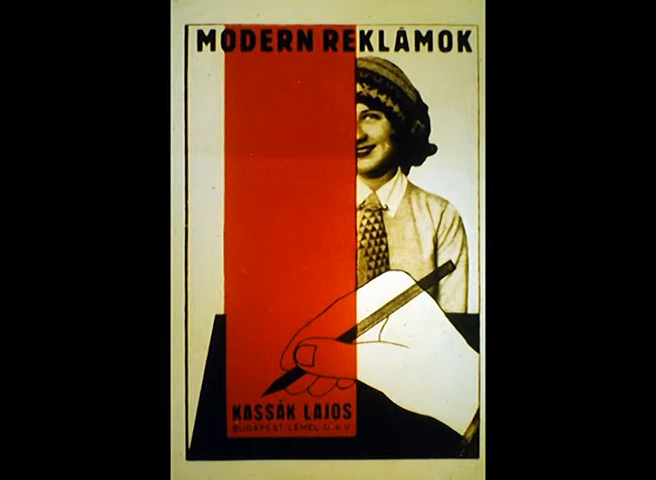 MODERN REKLÁMOK
KASSÁK LAJOS
BUDAPEST LEHEL U.